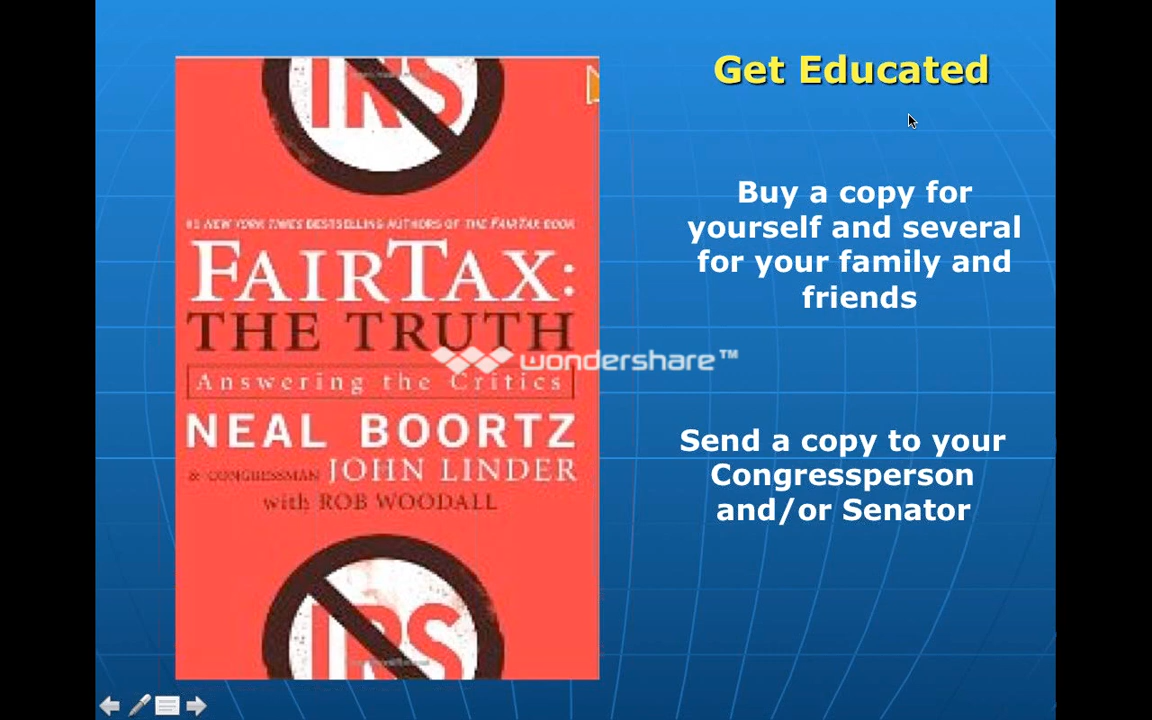 IRS
#1 NEW YORK TIMES BESTSELLING AUTHORS OF THE FAIRTAX BOOK
FAIRTAX:
THE TRUTH
Answering the Critics
NEAL BOORTZ
& CONGRESSMAN JOHN LINDER
with ROB WOODALL
IRS
wondershare™
Get Educated
Buy a copy for
yourself and several
for your family and
friends
Send a copy to your
Congressperson
and/or Senator